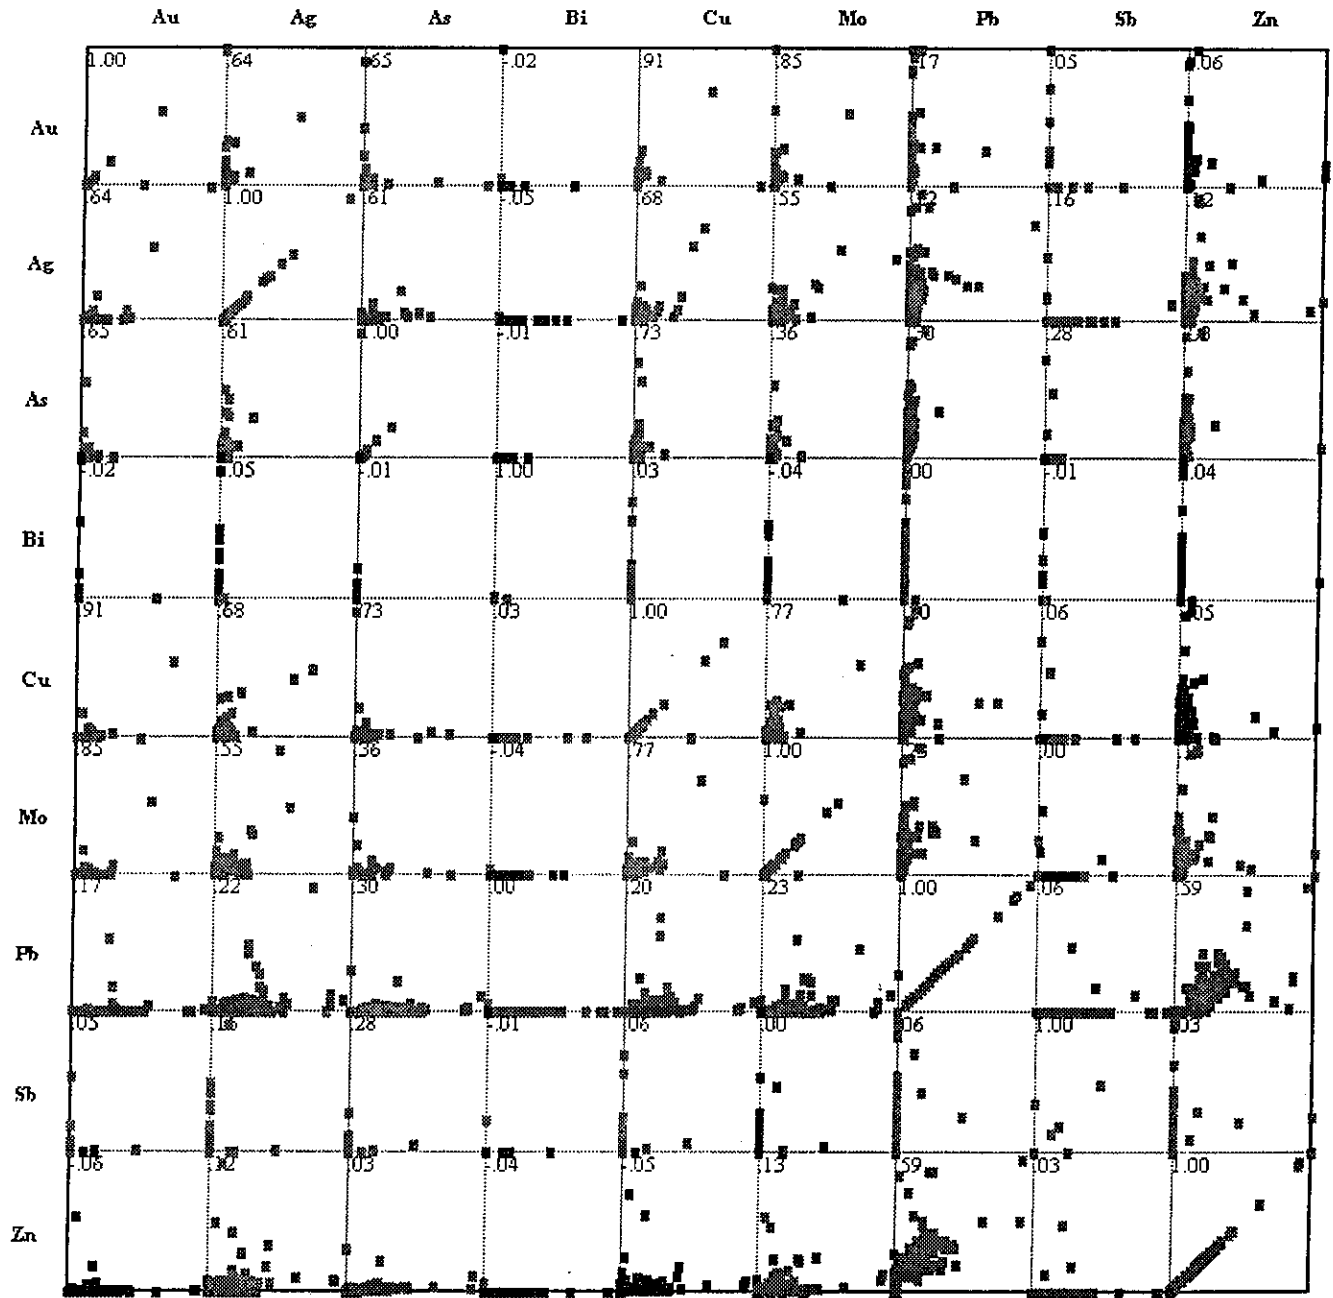 Au Ag As Bi Cu Mo Pb Sb Zn
1.00 .64 .65 -.02 .91 .85 .17 .05 .06
Au
.64 1.00 .61 -.05 .68 .55 .16
Ag
.65 .61 1.00 -.01 .73 .36 .30 .28
As
-.02 .05 -.01 1.00 .03 -.04 .00 -.01 .04
Bi
.91 .68 .73 .03 1.00 .77 .06 .05
Cu
.85 .55 .36 -.04 .77 1.00 .00
Mo
.17 .22 .30 .00 .20 .23 1.00 .06 .59
Pb
.05 .16 .28 -.01 .06 .00 .06 1.00 .03
Sb
-.06 .03 -.04 -.05 .13 .59 .03 1.00
Zn